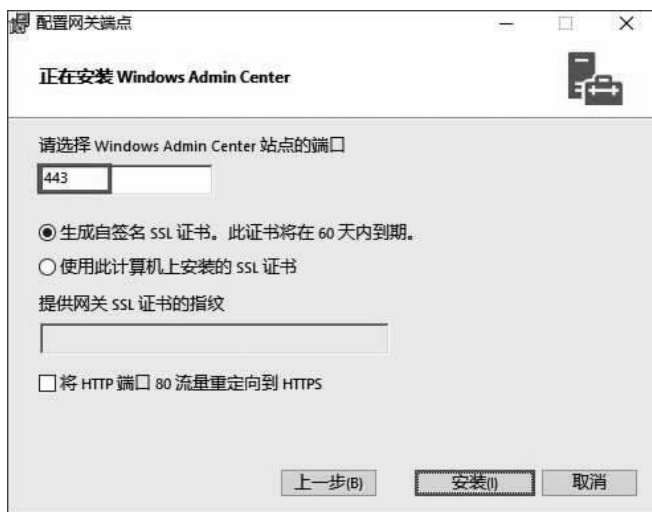 配置网关端点
正在安装 Windows Admin Center
请选择 Windows Admin Center 站点的端口
443
生成自签名 SSL 证书。此证书将在 60 天内到期。
使用此计算机上安装的 SSL 证书
提供网关 SSL 证书的指纹
将 HTTP 端口 80 流量重定向到 HTTPS
上一步(B) 安装(I) 取消